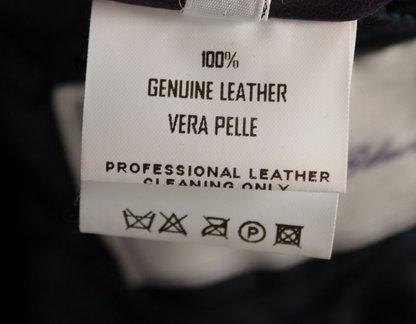 100%
GENUINE LEATHER
VERA PELLE
PROFESSIONAL LEATHER
CLEANING ONLY
P